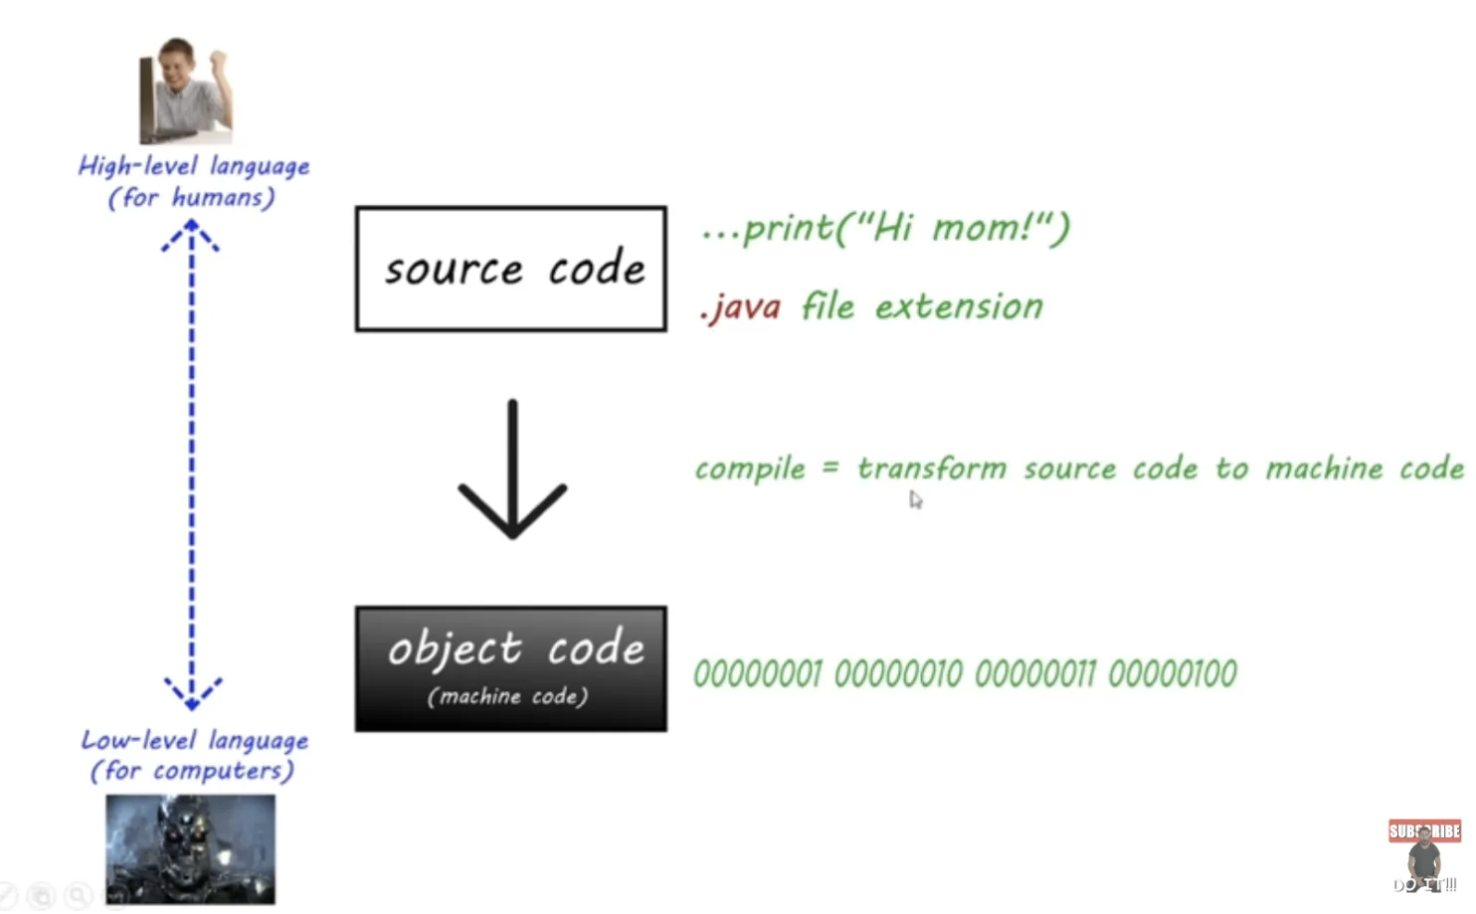 High-level language
(for humans)
source code
...print("Hi mom!")
.java file extension
compile = transform source code to machine code
object code
(machine code)
00000001 00000010 00000011 00000100
Low-level language
(for computers)
SUBSCRIBE
DO IT!!!